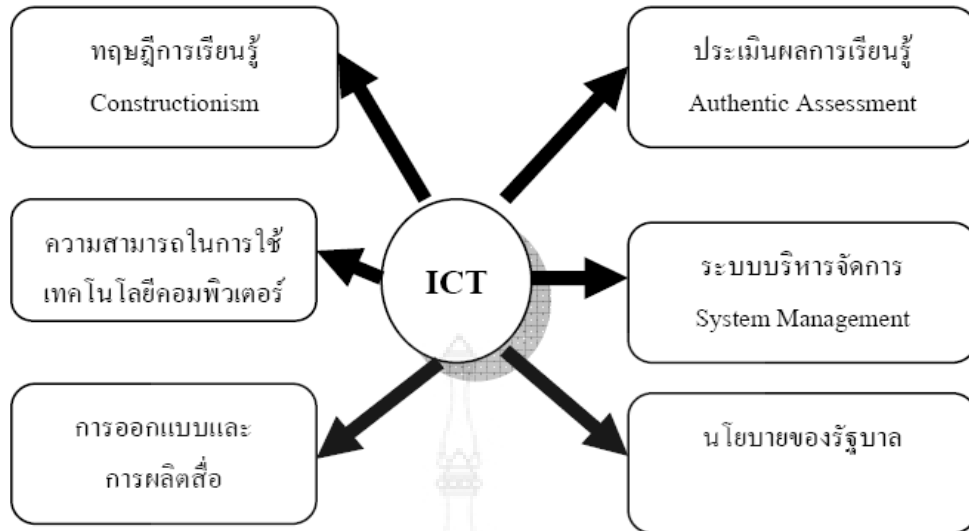 ทฤษฎีการเรียนรู้
Constructionism
ประเมินผลการเรียนรู้
Authentic Assessment
ความสามารถในการใช้
เทคโนโลยีคอมพิวเตอร์
ICT
ระบบบริหารจัดการ
System Management
การออกแบบและ
การผลิตสื่อ
นโยบายของรัฐบาล